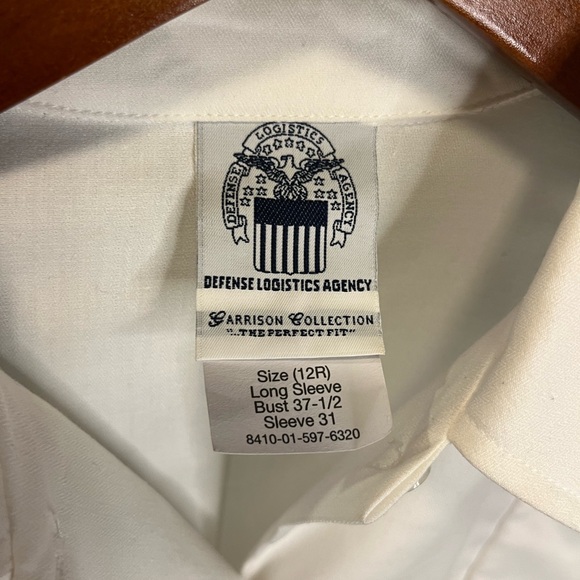 DEFENSE LOGISTICS AGENCY
DEFENSE LOGISTICS AGENCY
GARRISON COLLECTION
"...THE PERFECT FIT"
Size (12R)
Long Sleeve
Bust 37-1/2
Sleeve 31
8410-01-597-6320